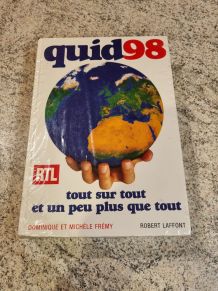 quid98
RTL
tout sur tout
et un peu plus que tout
DOMINIQUE ET MICHÈLE FRÉMY
ROBERT LAFFONT